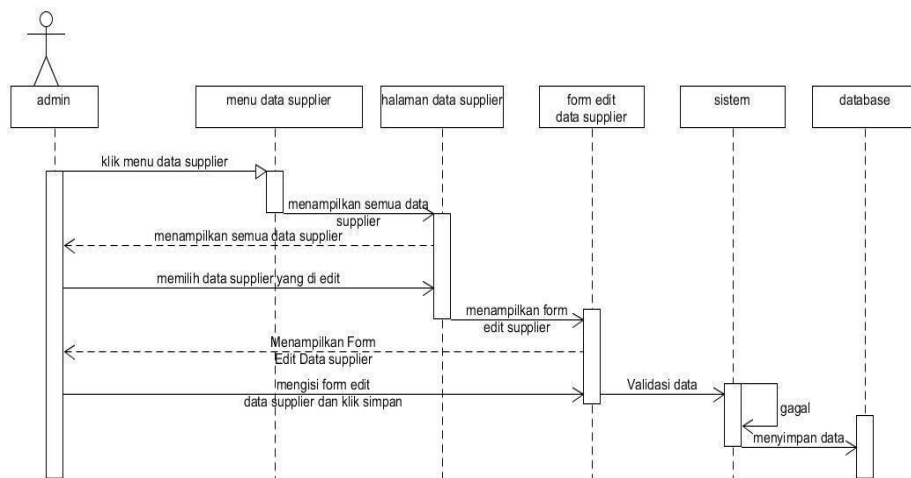 admin
menu data supplier
halaman data supplier
form edit
data supplier
sistem
database
klik menu data supplier
menampilkan semua data
supplier
menampilkan semua data supplier
memilih data supplier yang di edit
menampilkan form
edit supplier
Menampilkan Form
Edit Data supplier
mengisi form edit
data supplier dan klik simpan
Validasi data
gagal
menyimpan data